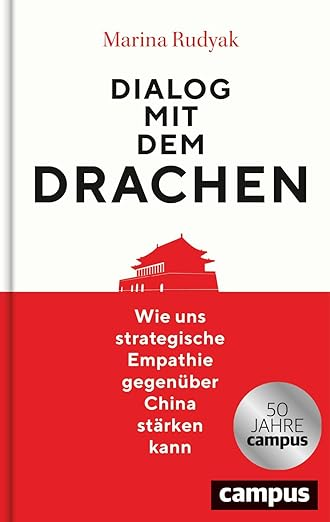 Marina Rudyak
DIALOG
MIT
DEM
DRACHEN
Wie uns
strategische
Empathie
gegenüber
China
stärken
kann
50
JAHRE
campus
campus